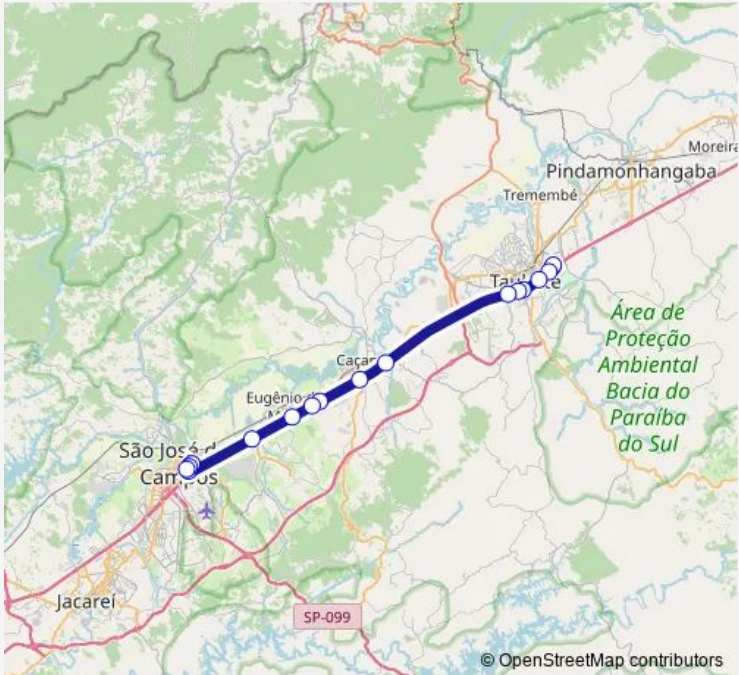 Moreira
Pindamonhangaba
Tremembé
Área de
Proteção
Ambiental
Bacia do
Paraíba
do Sul
Eugênio
São José d
Campos
Jacareí
SP-099
© OpenStreetMap contributors